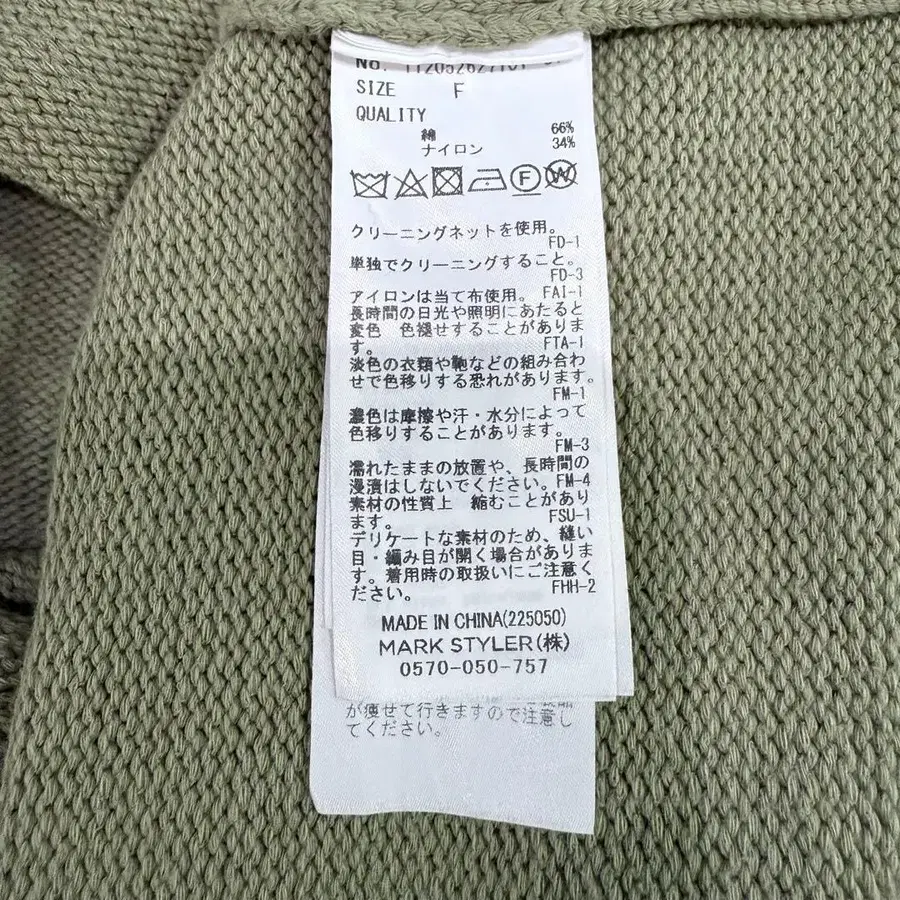 No.
SIZE F
QUALITY
綿 66%
ナイロン 34%
F W
クリーニングネットを使用。
FD-1
単独でクリーニングすること。
FD-3
アイロンは当て布使用。 FAI-1
長時間の日光や照明にあたると
変色 色褪せすることがありま
す。 FTA-1
淡色の衣類や鞄などの組み合わ
せで色移りする恐れがあります。
FM-1
濃色は摩擦や汗・水分によって
色移りすることがあります。
FM-3
濡れたままの放置や、長時間の
浸漬はしないでください。FM-4
素材の性質上 縮むことがあり
ます。 FSU-1
デリケートな素材のため、縫い
目・編み目が開く場合がありま
す。着用時の取扱いにご注意く
ださい。 FHH-2
MADE IN CHINA(225050)
MARK STYLER(株)
0570-050-757
が痩せて行きますので注意し
てください。